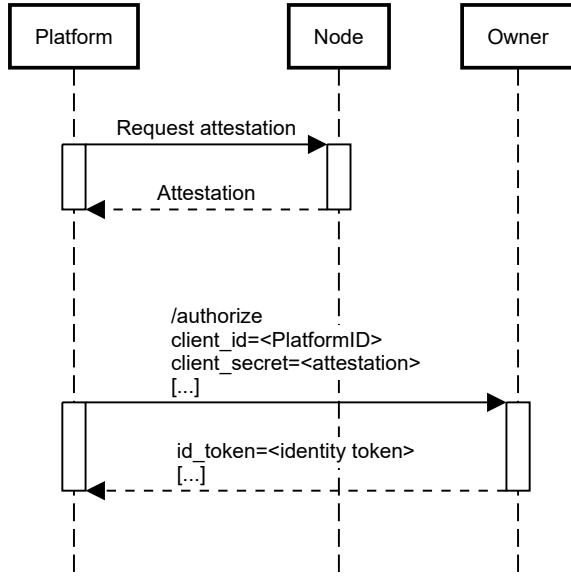 Platform
Node
Owner
Request attestation
Attestation
/authorize
client_id=<PlatformID>
client_secret=<attestation>
[...]
id_token=<identity token>
[...]